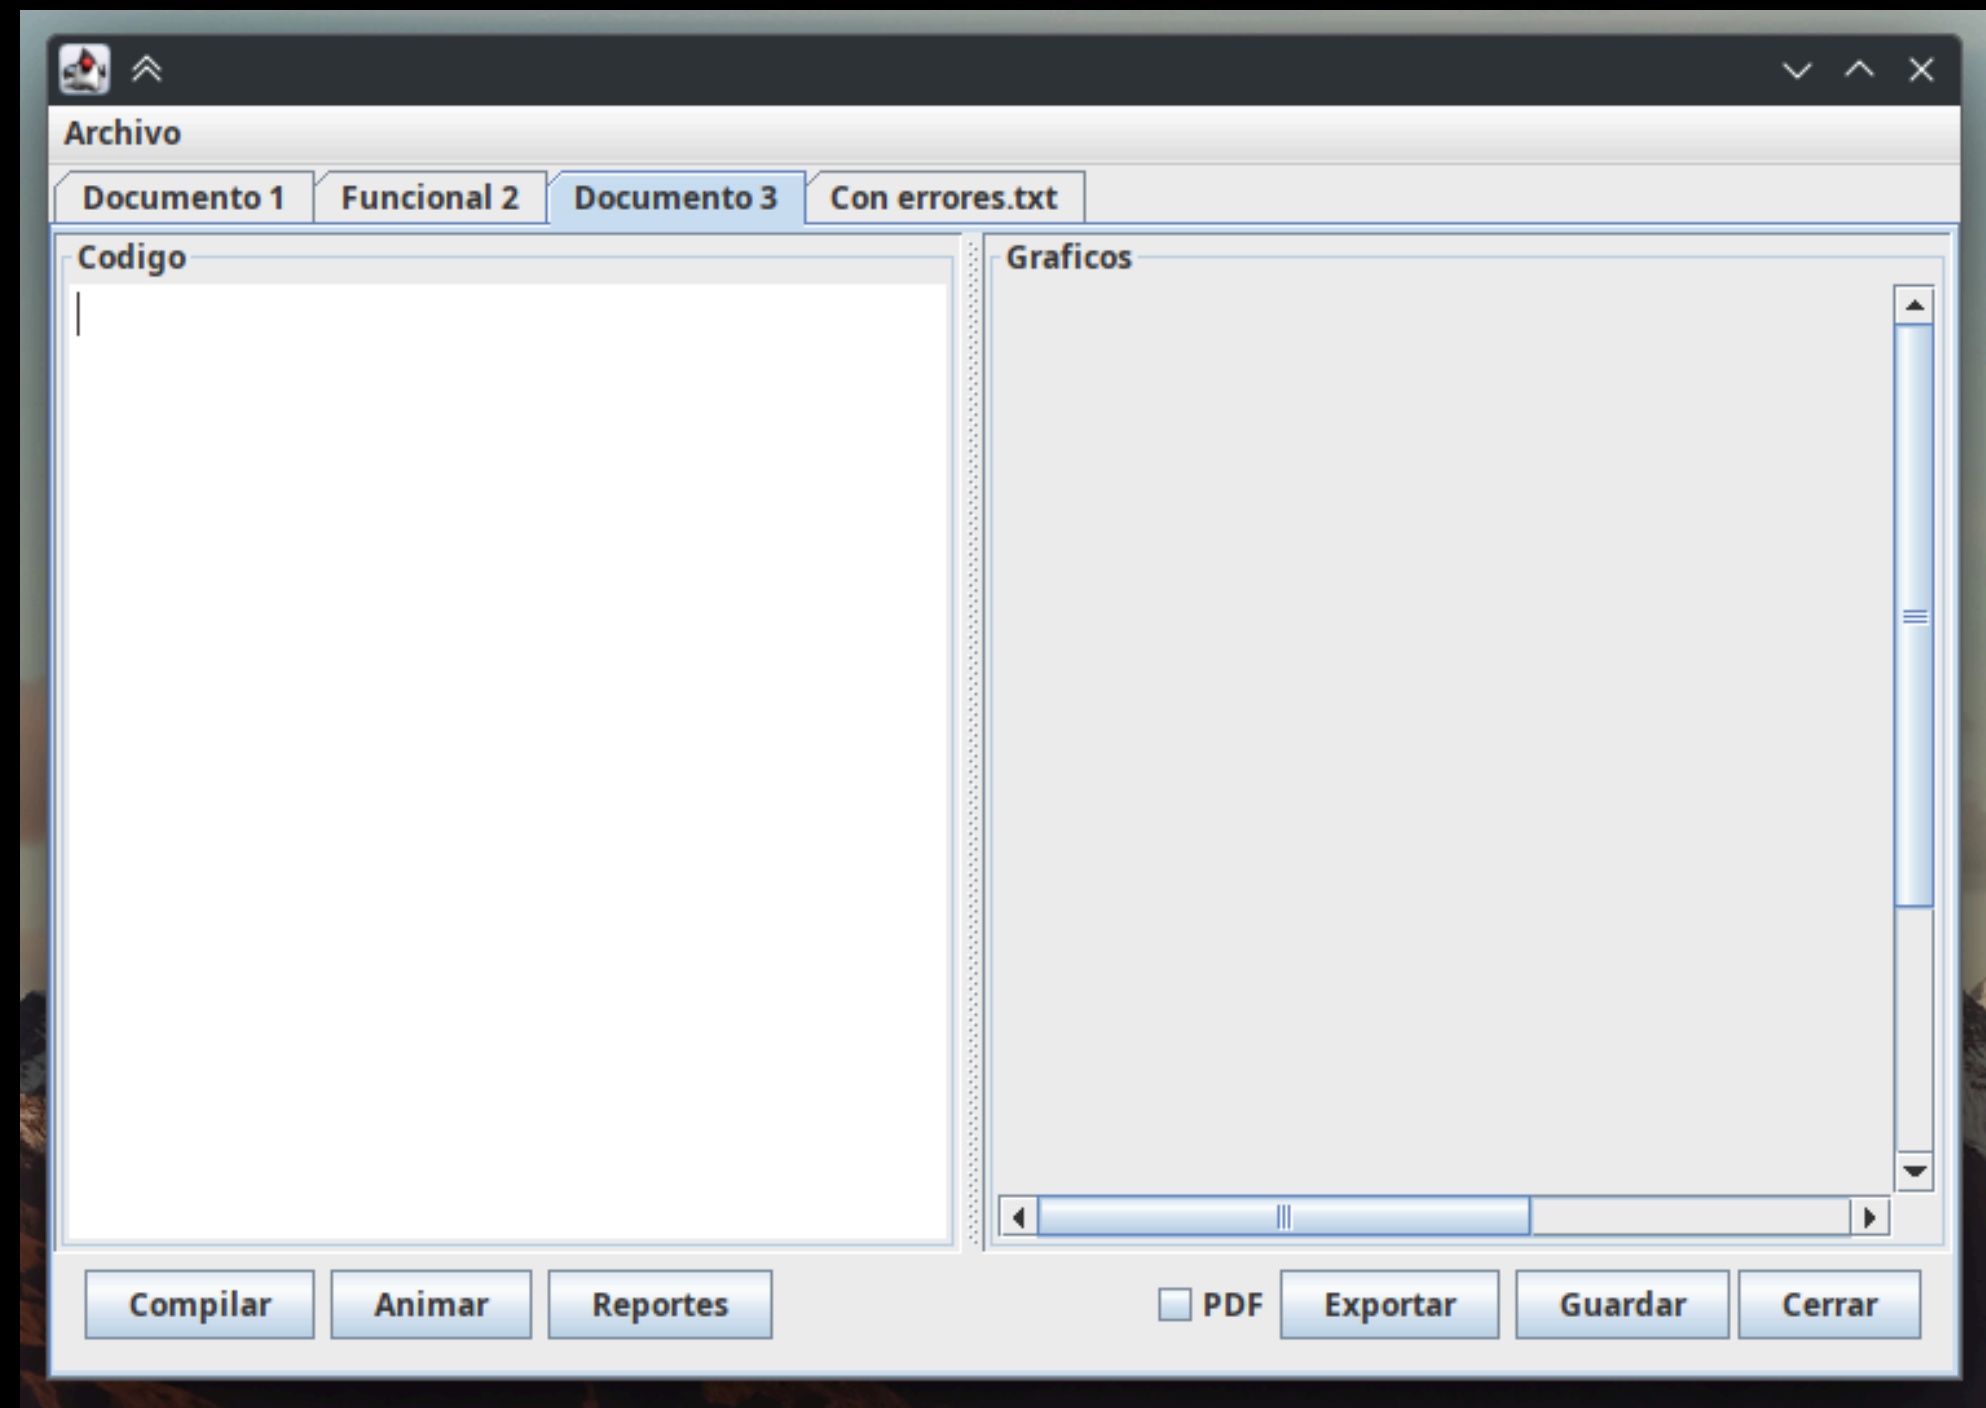 Archivo
Documento 1 Funcional 2 Documento 3 Con errores.txt
Codigo
Graficos
Compilar Animar Reportes PDF Exportar Guardar Cerrar